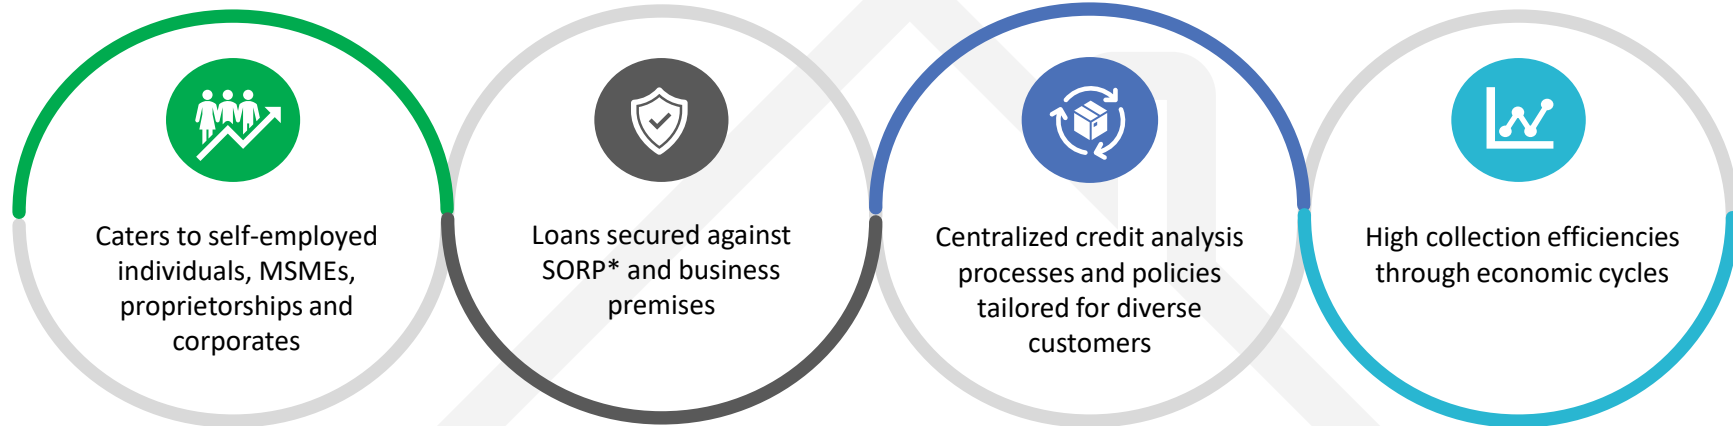 Caters to self-employed
individuals, MSMEs,
proprietorships and
corporates
Loans secured against
SORP* and business
premises
Centralized credit analysis
processes and policies
tailored for diverse
customers
High collection efficiencies
through economic cycles